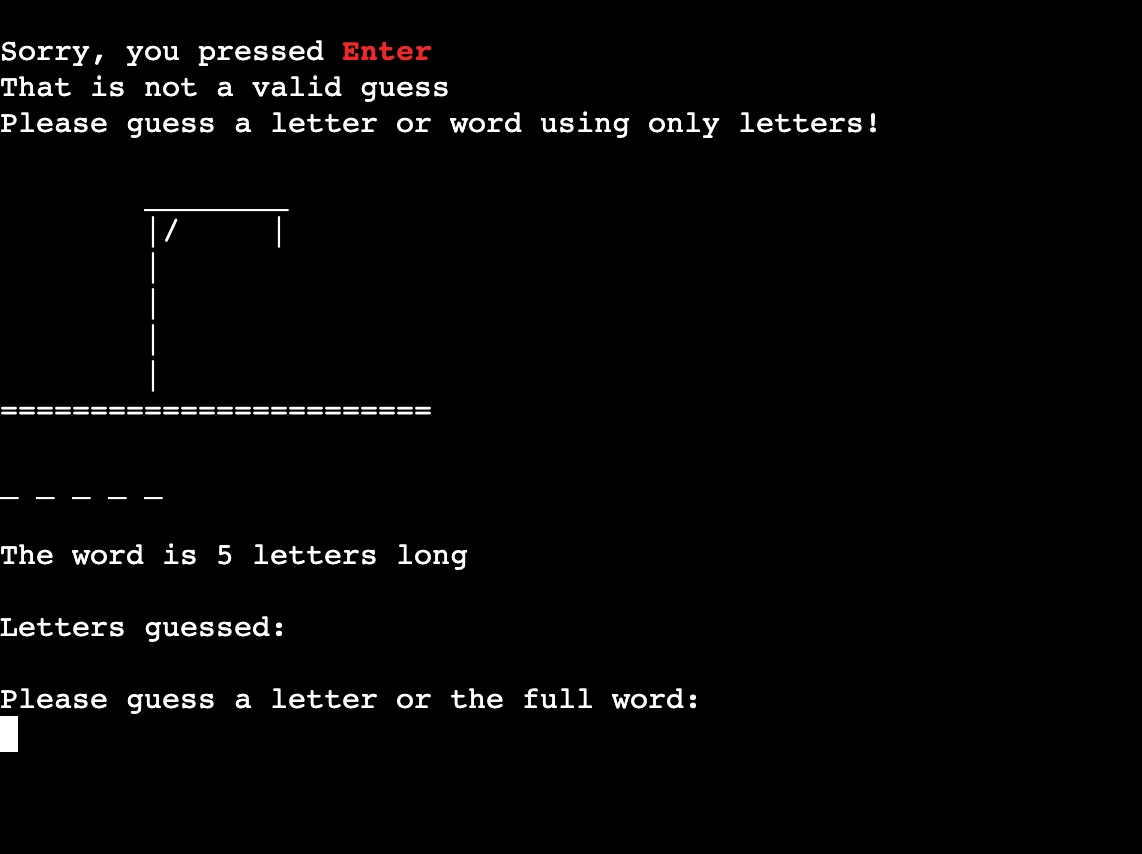 Sorry, you pressed Enter
That is not a valid guess
Please guess a letter or word using only letters!
________
|/      |
|
|
|
|
========================
_ _ _ _ _
The word is 5 letters long
Letters guessed:
Please guess a letter or the full word: